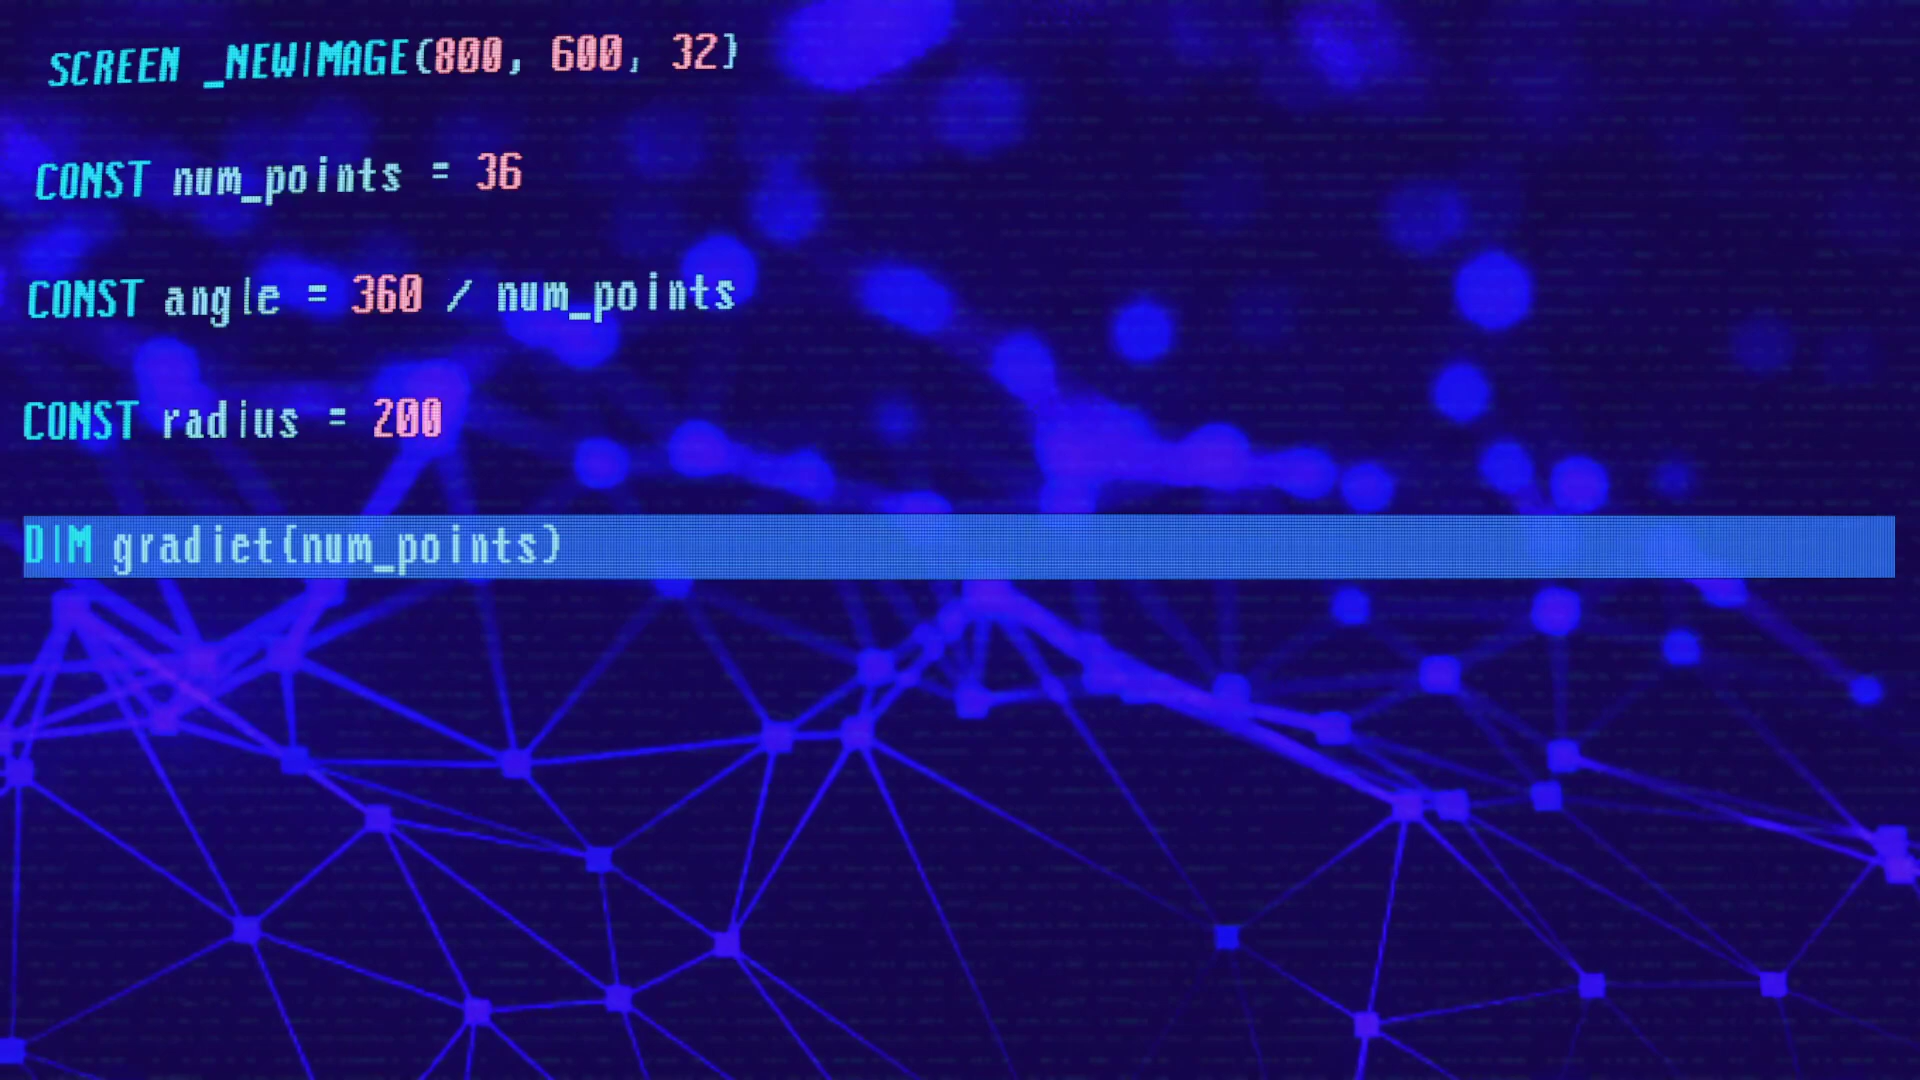 SCREEN _NEWIMAGE(800, 600, 32)
CONST num_points = 36
CONST angle = 360 / num_points
CONST radius = 200
DIM gradiet(num_points)